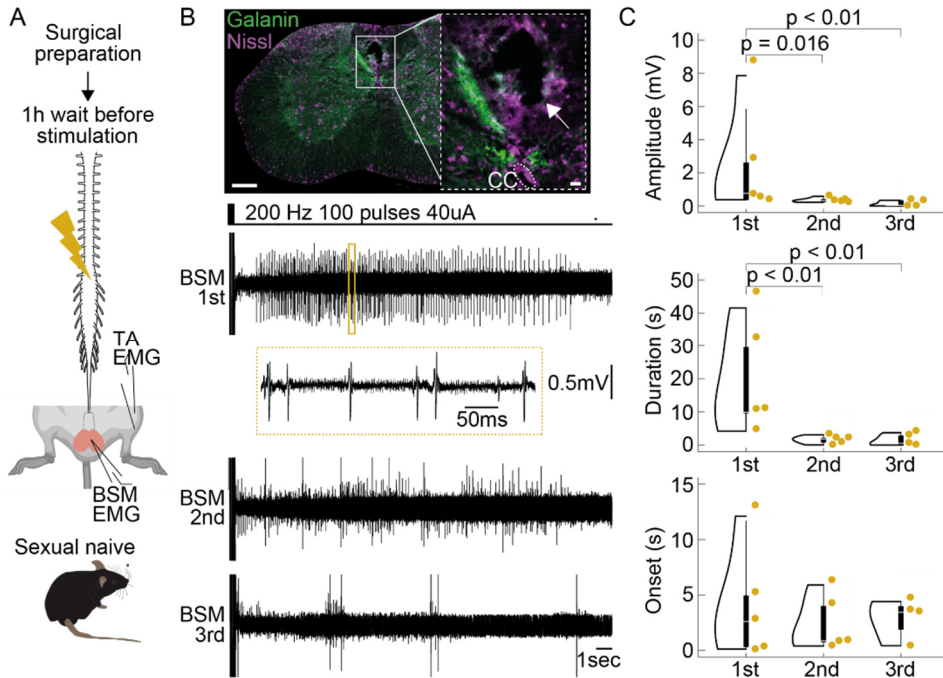 A
Surgical
preparation
1h wait before
stimulation
TA
EMG
BSM
EMG
Sexual naive
B
Galanin
Nissl
CC
200 Hz 100 pulses 40uA
BSM
1st
0.5mV
50ms
BSM
2nd
BSM
3rd
1sec
C
p < 0.01
p = 0.016
10
8
6
4
2
0
Amplitude (mV)
1st 2nd 3rd
p < 0.01
p < 0.01
50
40
30
20
10
0
Duration (s)
1st 2nd 3rd
15
10
5
0
Onset (s)
1st 2nd 3rd